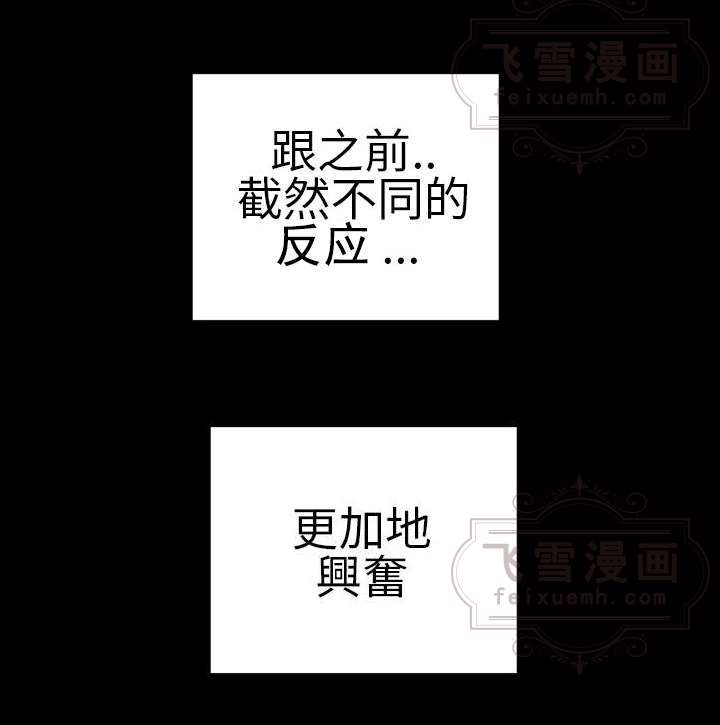 飞雪漫画
feixuemh.com
跟之前..
截然不同的
反应 ...
更加地
興奮
飞雪漫画
feixuemh.com